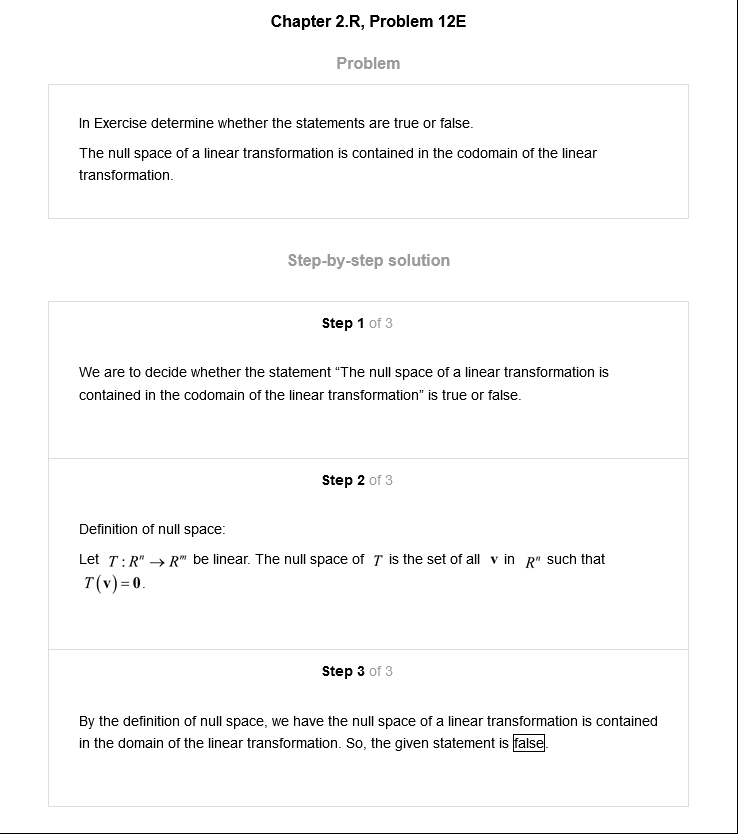 Chapter 2.R, Problem 12E
Problem
In Exercise determine whether the statements are true or false.
The null space of a linear transformation is contained in the codomain of the linear
transformation.
Step-by-step solution
Step 1 of 3
We are to decide whether the statement “The null space of a linear transformation is
contained in the codomain of the linear transformation” is true or false.
Step 2 of 3
Definition of null space:
Let T : Rⁿ → Rᵐ be linear. The null space of T is the set of all v in Rⁿ such that
T(v) = 0.
Step 3 of 3
By the definition of null space, we have the null space of a linear transformation is contained
in the domain of the linear transformation. So, the given statement is false.